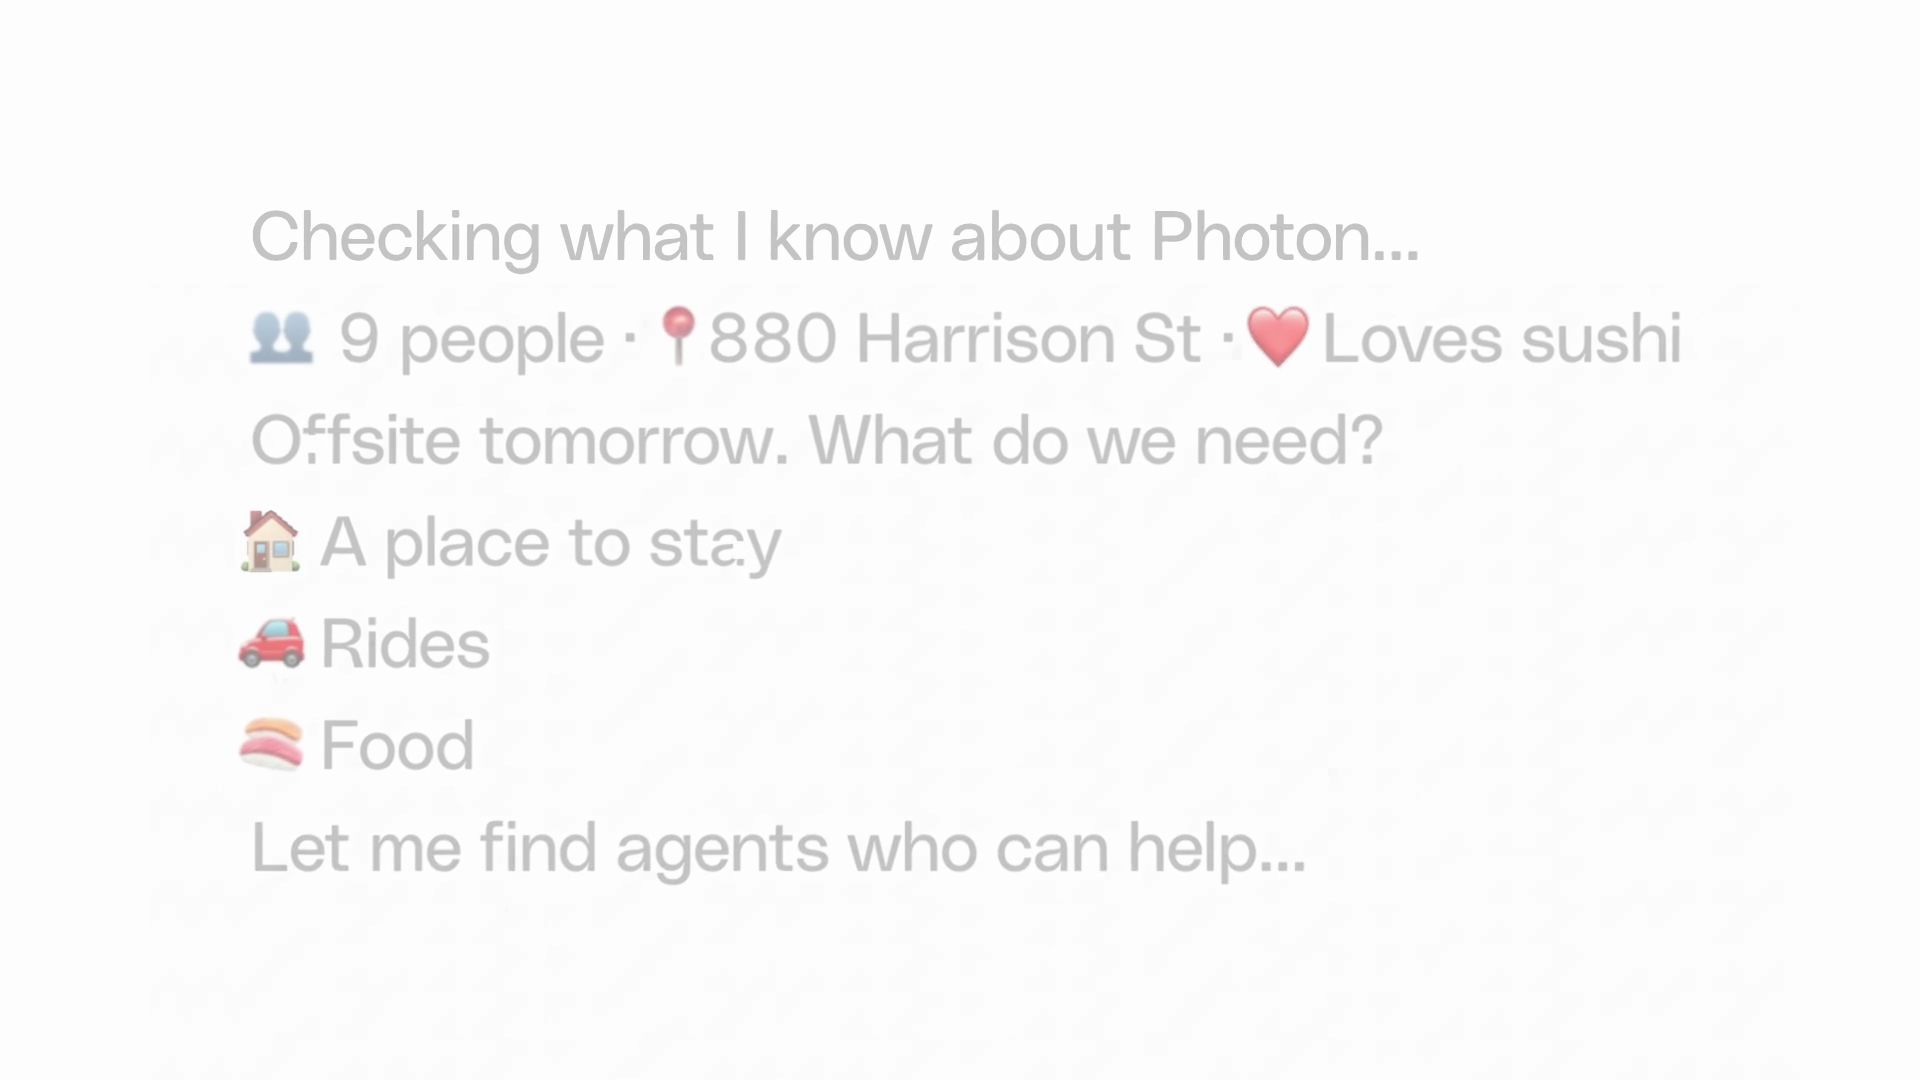 Checking what I know about Photon...
👥 9 people · 📍880 Harrison St · ❤️ Loves sushi
Offsite tomorrow. What do we need?
🏠 A place to stay
🚗 Rides
🍣 Food
Let me find agents who can help...